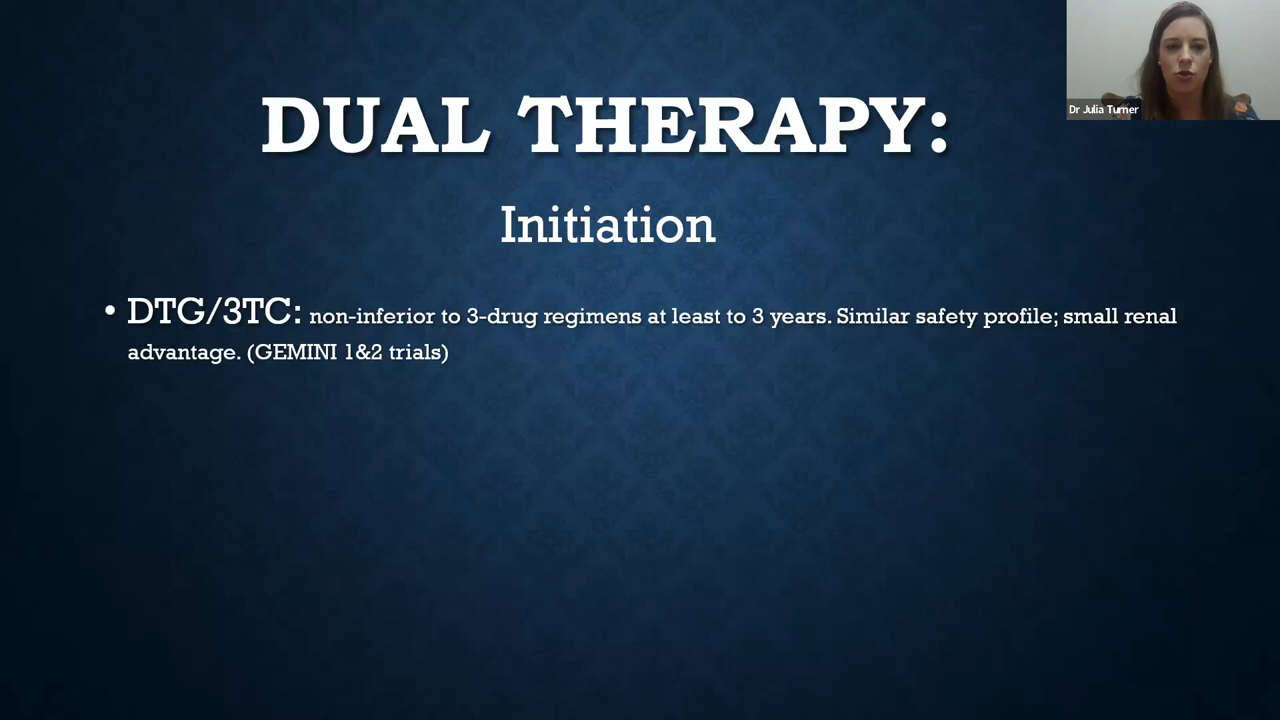 Dr Julia Turner
DUAL THERAPY:
Initiation
• DTG/3TC: non-inferior to 3-drug regimens at least to 3 years. Similar safety profile; small renal
advantage. (GEMINI 1&2 trials)